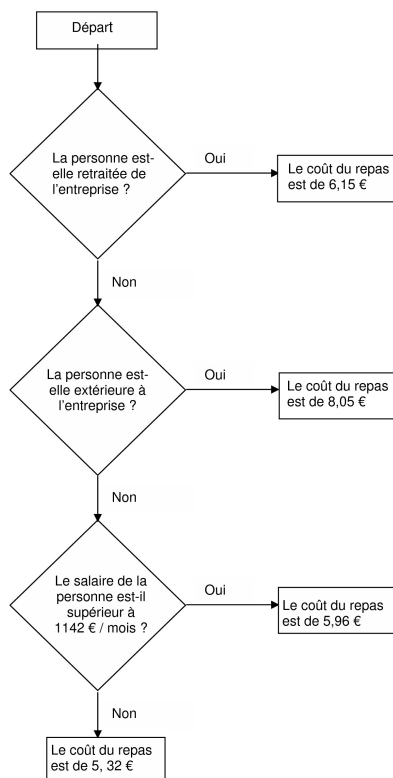 Départ
La personne est-
elle retraitée de
l'entreprise ?
Oui
Le coût du repas
est de 6,15 €
Non
La personne est-
elle extérieure à
l'entreprise ?
Oui
Le coût du repas
est de 8,05 €
Non
Le salaire de la
personne est-il
supérieur à
1142 € / mois ?
Oui
Le coût du repas
est de 5,96 €
Non
Le coût du repas
est de 5, 32 €